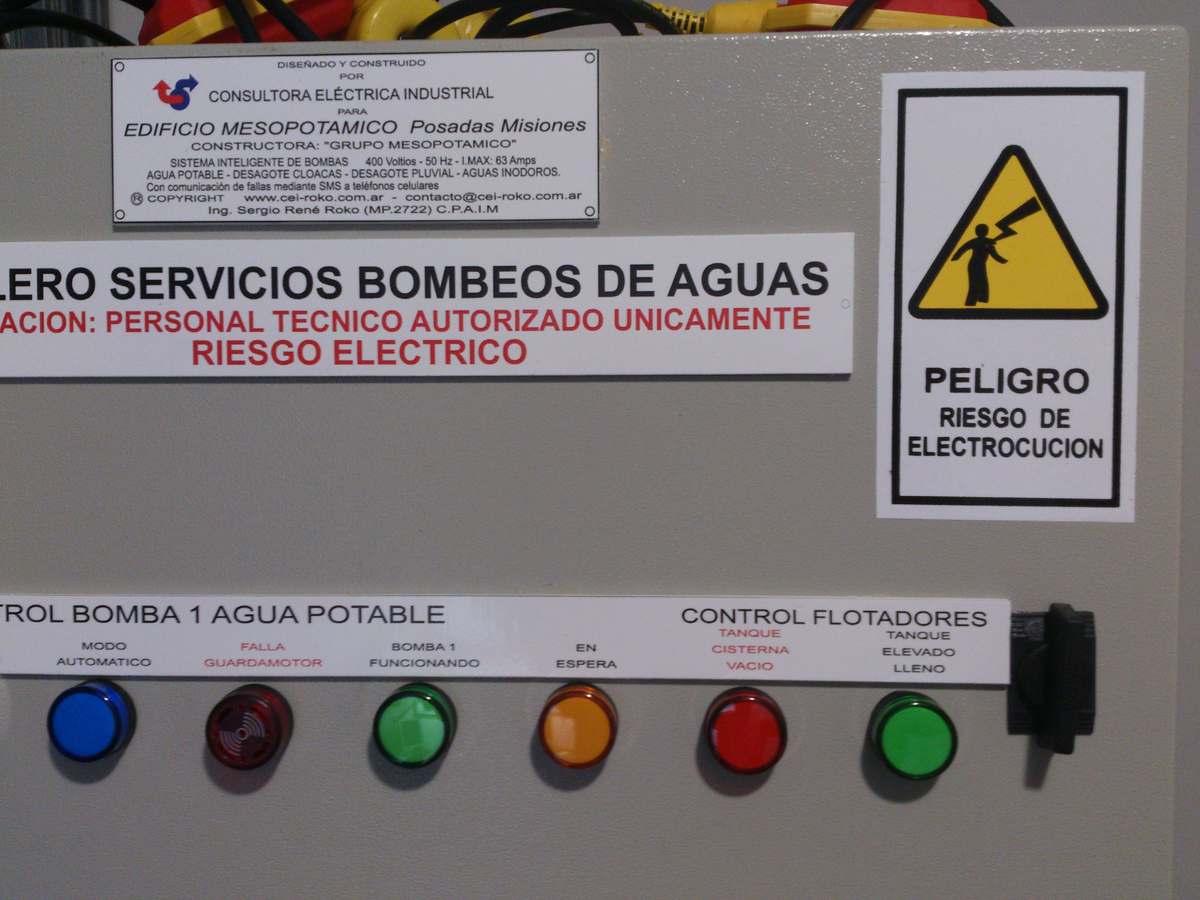 DISEÑADO Y CONSTRUIDO
POR
CONSULTORA ELÉCTRICA INDUSTRIAL
PARA
EDIFICIO MESOPOTAMICO Posadas Misiones
CONSTRUCTORA: "GRUPO MESOPOTAMICO"
SISTEMA INTELIGENTE DE BOMBAS 400 Voltios - 50 Hz - I.MAX: 63 Amps
AGUA POTABLE - DESAGOTE CLOACAS - DESAGOTE PLUVIAL - AGUAS INODOROS.
Con comunicación de fallas mediante SMS a teléfonos celulares
® COPYRIGHT www.cei-roko.com.ar - contacto@cei-roko.com.ar
Ing. Sergio René Roko (MP.2722) C.P.A.I.M
LERO SERVICIOS BOMBEOS DE AGUAS
ACION: PERSONAL TECNICO AUTORIZADO UNICAMENTE
RIESGO ELECTRICO
PELIGRO
RIESGO DE
ELECTROCUCION
TROL BOMBA 1 AGUA POTABLE
MODO
AUTOMATICO
FALLA
GUARDAMOTOR
BOMBA 1
FUNCIONANDO
EN
ESPERA
CONTROL FLOTADORES
TANQUE
CISTERNA
VACIO
TANQUE
ELEVADO
LLENO